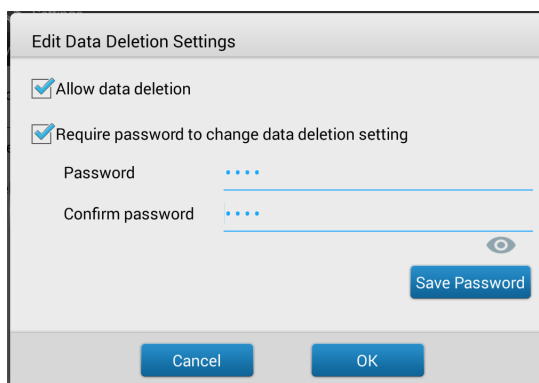 Edit Data Deletion Settings
Allow data deletion
Require password to change data deletion setting
Password ••••
Confirm password ••••
Save Password
Cancel OK